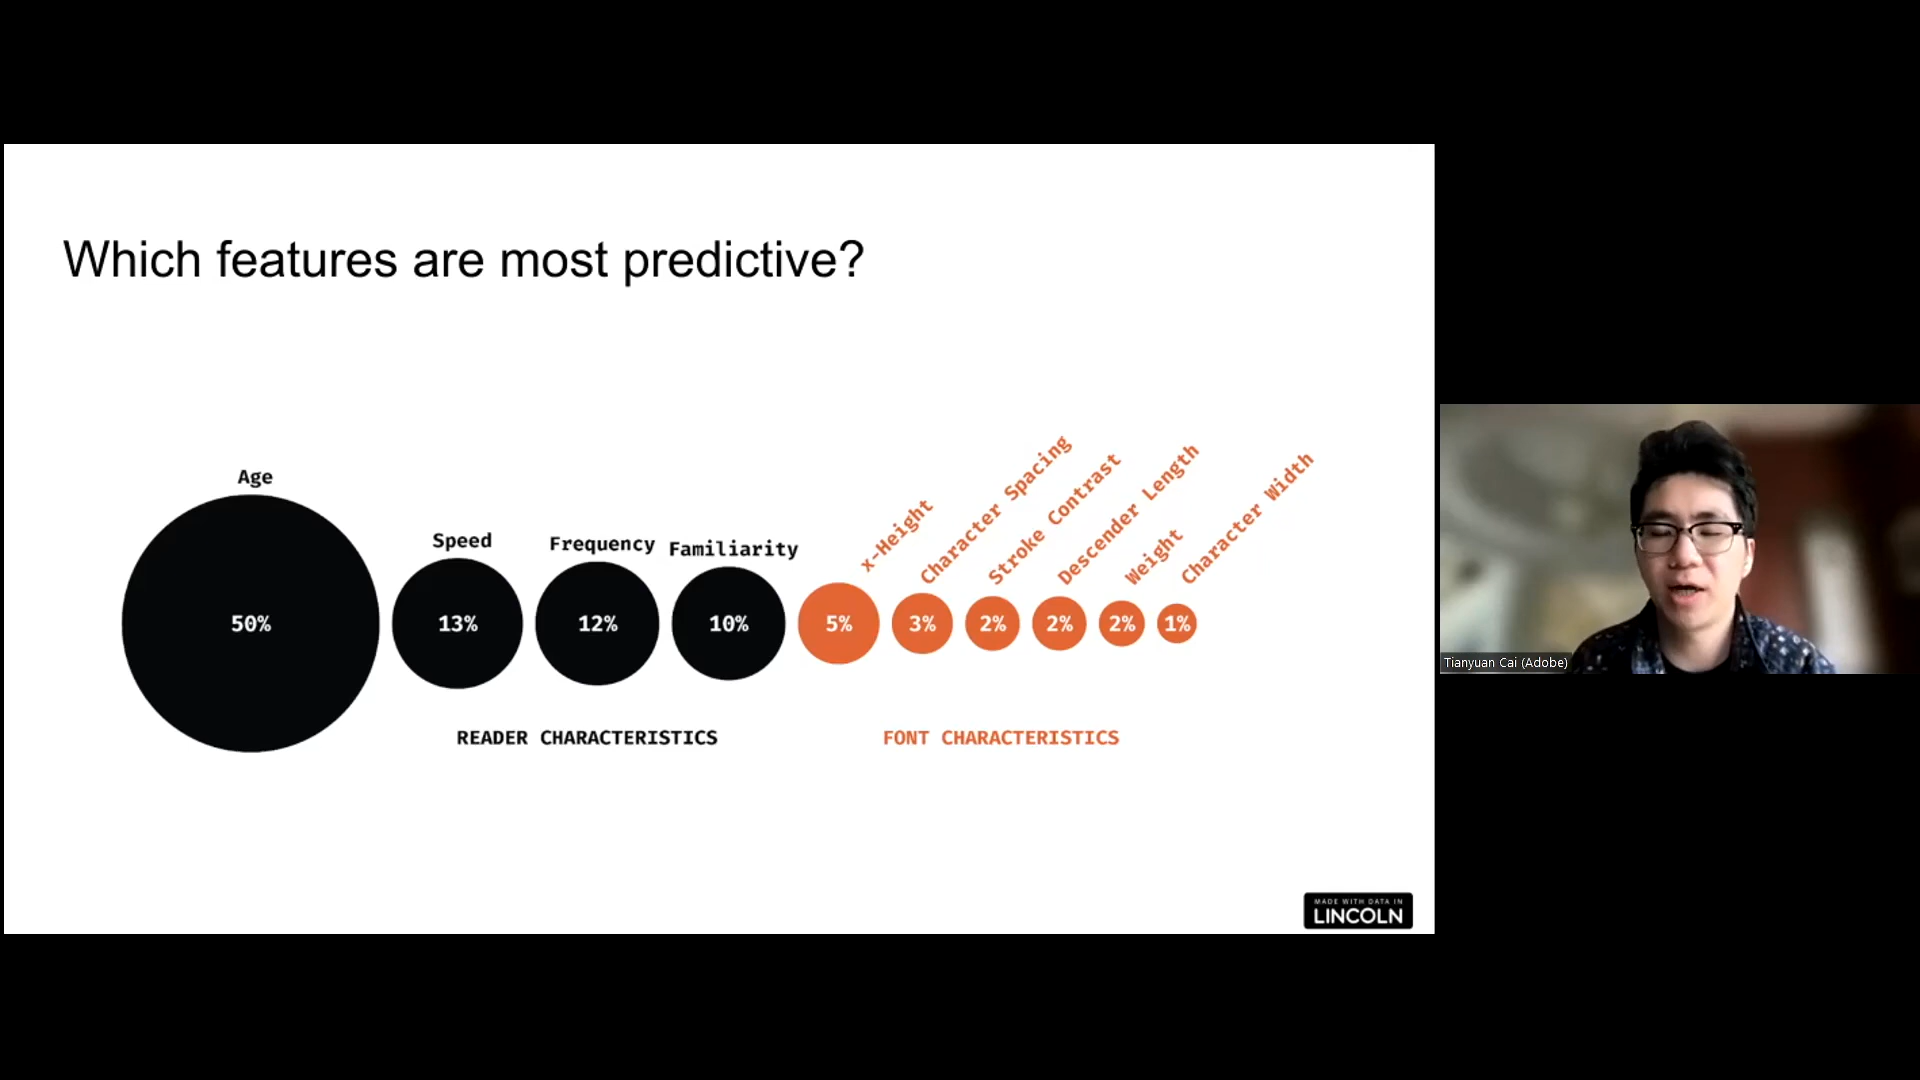 Which features are most predictive?
Age
Speed
Frequency
Familiarity
x-Height
Character Spacing
Stroke Contrast
Descender Length
Weight
Character Width
50%
13%
12%
10%
5%
3%
2%
2%
2%
1%
READER CHARACTERISTICS
FONT CHARACTERISTICS
Tianyuan Cai (Adobe)
MADE WITH DATA IN
LINCOLN